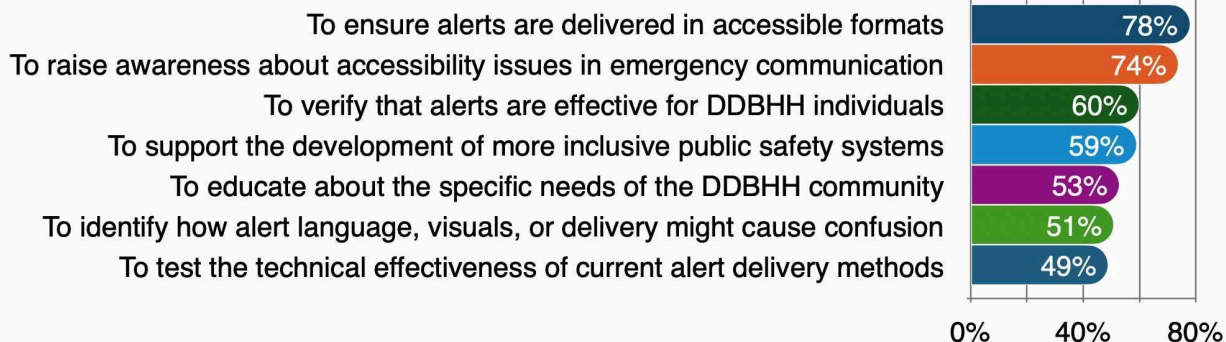 To ensure alerts are delivered in accessible formats 78%
To raise awareness about accessibility issues in emergency communication 74%
To verify that alerts are effective for DDBHH individuals 60%
To support the development of more inclusive public safety systems 59%
To educate about the specific needs of the DDBHH community 53%
To identify how alert language, visuals, or delivery might cause confusion 51%
To test the technical effectiveness of current alert delivery methods 49%
0% 40% 80%